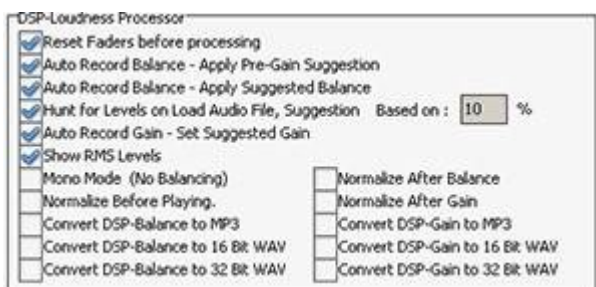 DSP-Loudness Processor
Reset Faders before processing
Auto Record Balance - Apply Pre-Gain Suggestion
Auto Record Balance - Apply Suggested Balance
Hunt for Levels on Load Audio File, Suggestion Based on : 10 %
Auto Record Gain - Set Suggested Gain
Show RMS Levels
Mono Mode (No Balancing) Normalize After Balance
Normalize Before Playing. Normalize After Gain
Convert DSP-Balance to MP3 Convert DSP-Gain to MP3
Convert DSP-Balance to 16 Bit WAV Convert DSP-Gain to 16 Bit WAV
Convert DSP-Balance to 32 Bit WAV Convert DSP-Gain to 32 Bit WAV